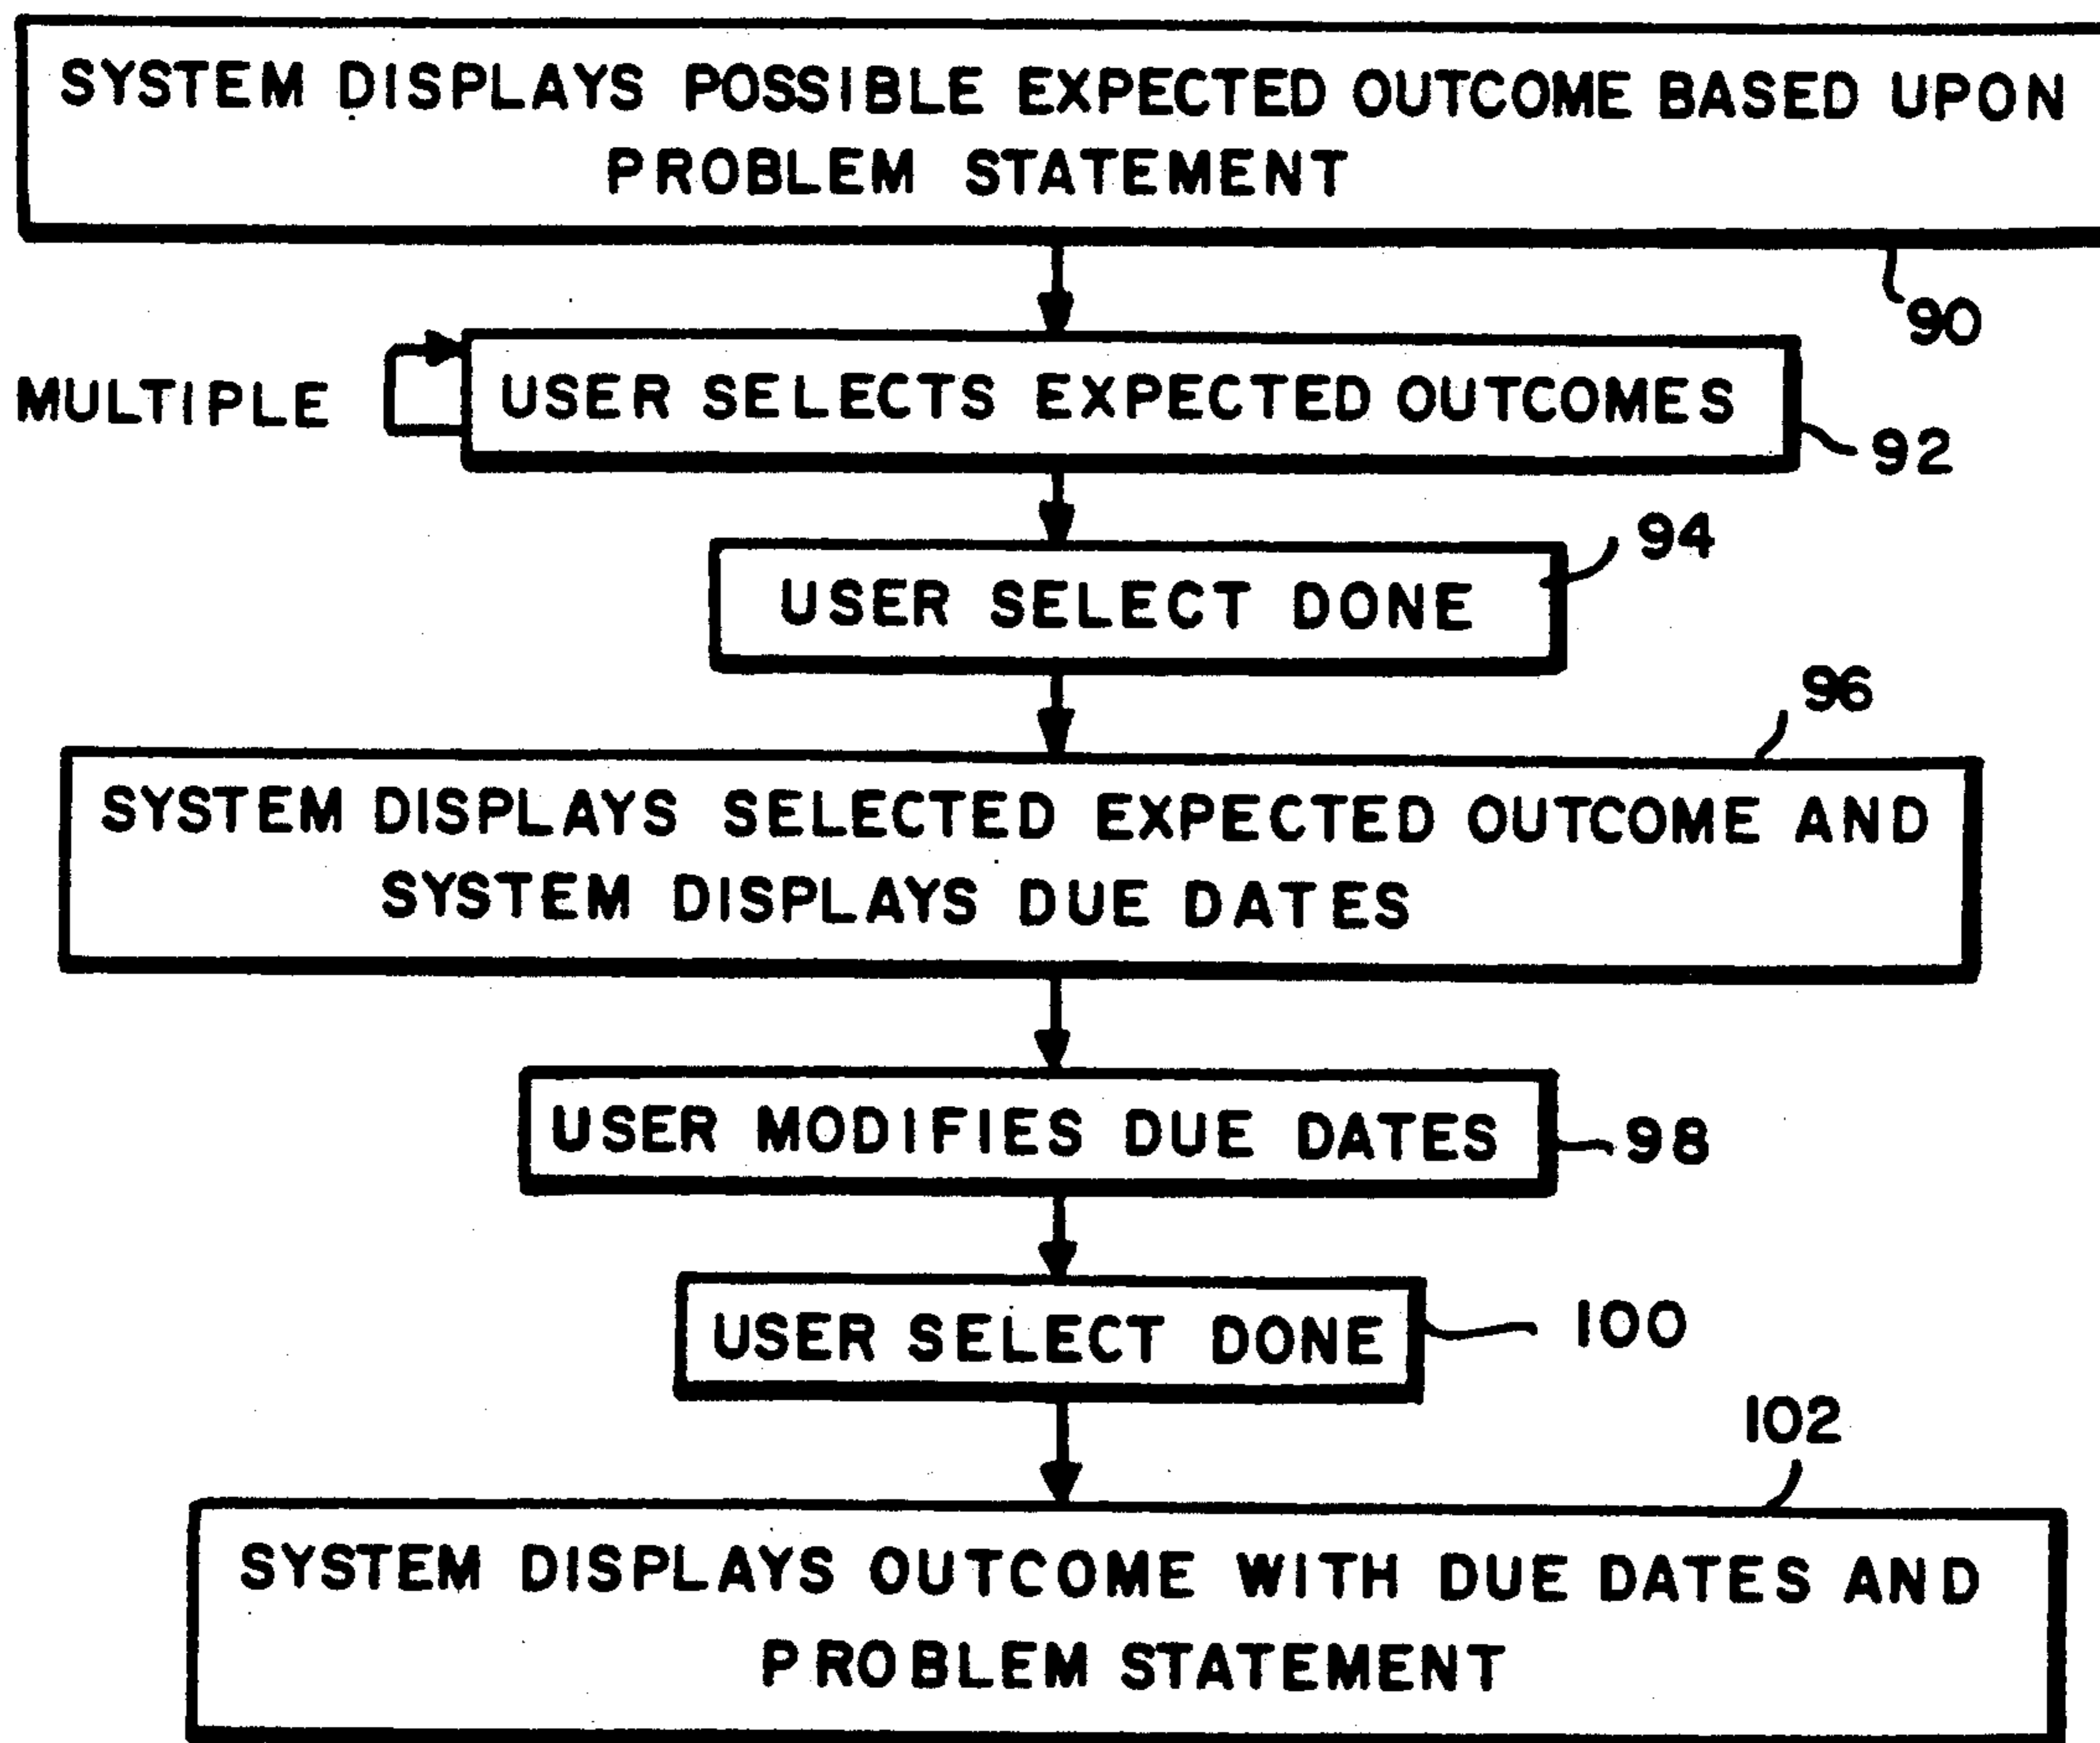 SYSTEM DISPLAYS POSSIBLE EXPECTED OUTCOME BASED UPON
PROBLEM STATEMENT
90
MULTIPLE
USER SELECTS EXPECTED OUTCOMES
92
94
USER SELECT DONE
96
SYSTEM DISPLAYS SELECTED EXPECTED OUTCOME AND
SYSTEM DISPLAYS DUE DATES
USER MODIFIES DUE DATES
98
USER SELECT DONE
100
102
SYSTEM DISPLAYS OUTCOME WITH DUE DATES AND
PROBLEM STATEMENT